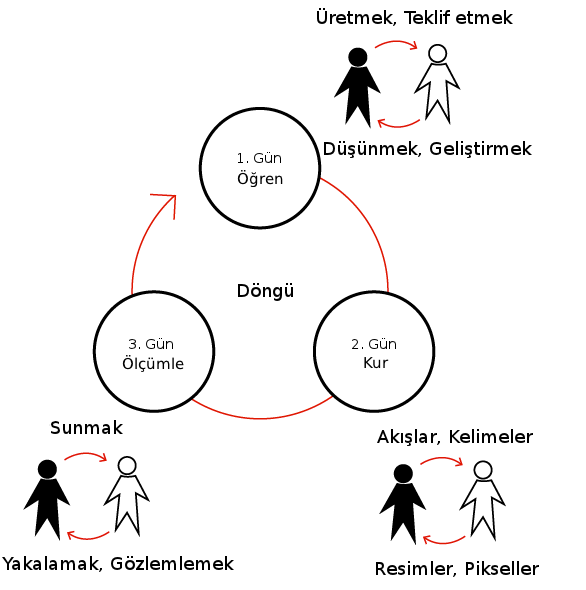 Üretmek, Teklif etmek
Düşünmek, Geliştirmek
1. Gün
Öğren
Döngü
3. Gün
Ölçümle
2. Gün
Kur
Sunmak
Yakalamak, Gözlemlemek
Akışlar, Kelimeler
Resimler, Pikseller